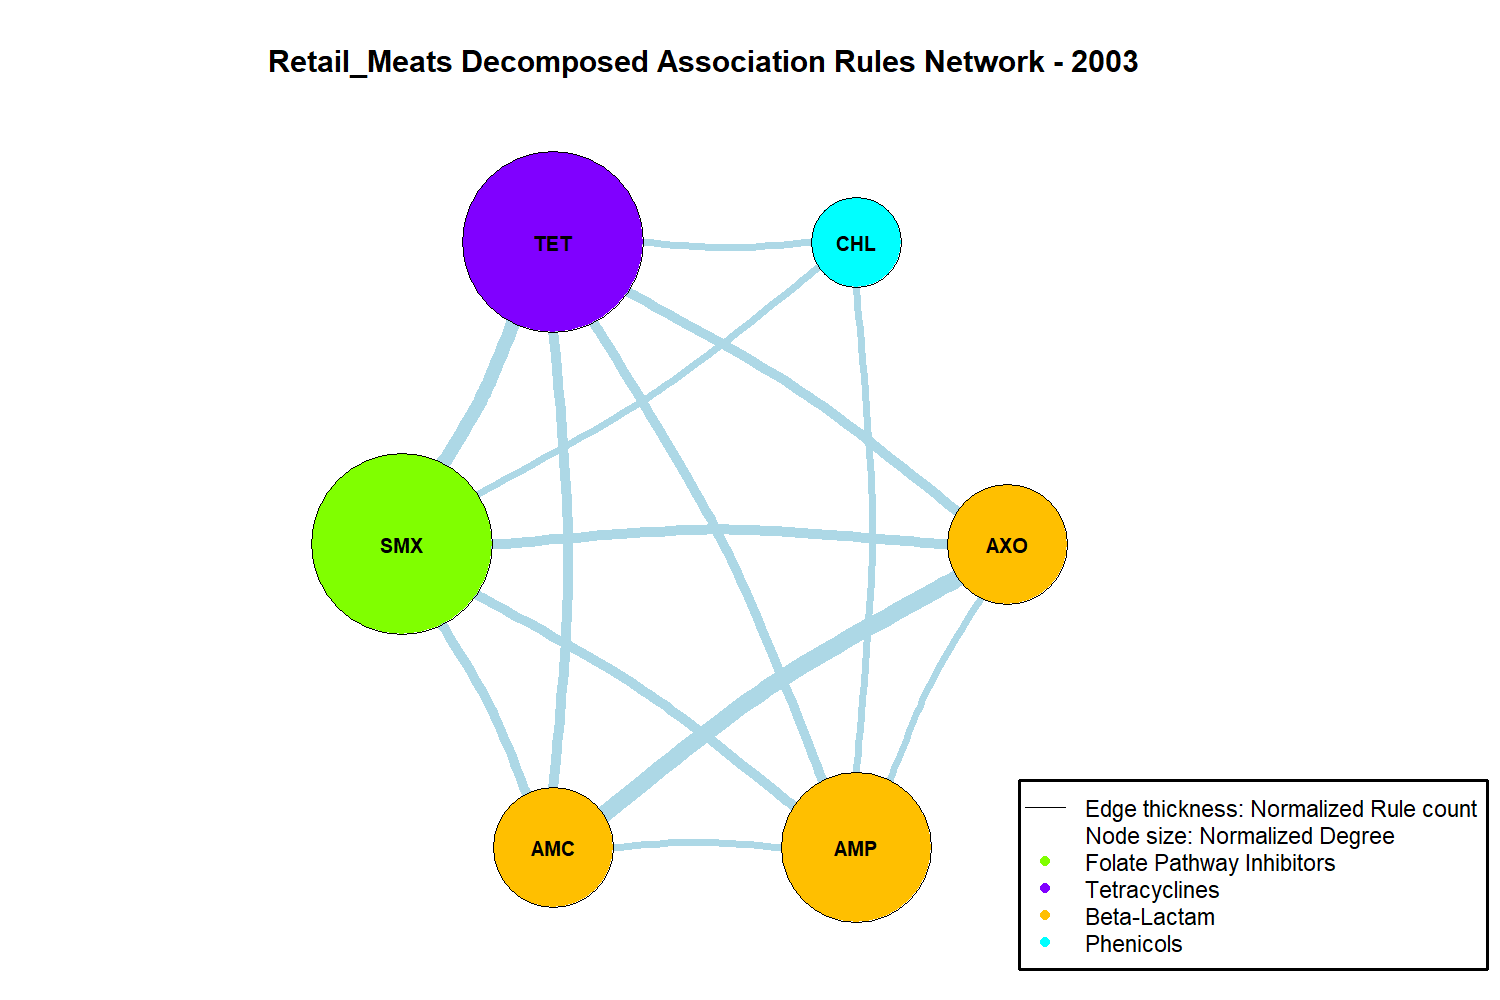 Retail_Meats Decomposed Association Rules Network - 2003
TET
CHL
SMX
AXO
AMC
AMP
Edge thickness: Normalized Rule count
Node size: Normalized Degree
Folate Pathway Inhibitors
Tetracyclines
Beta-Lactam
Phenicols